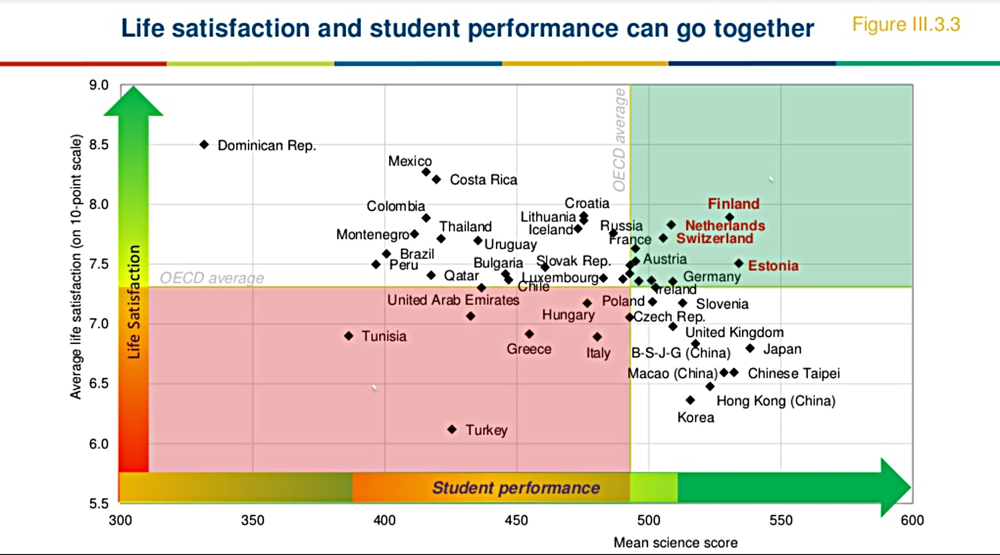 Life satisfaction and student performance can go together
Figure III.3.3
Average life satisfaction (on 10-point scale)
9.0
8.5
8.0
7.5
7.0
6.5
6.0
5.5
Life Satisfaction
OECD average
OECD average
Dominican Rep.
Mexico
Costa Rica
Colombia
Croatia
Finland
Lithuania
Thailand
Iceland
Russia
Netherlands
Montenegro
France
Switzerland
Uruguay
Brazil
Bulgaria
Slovak Rep.
Austria
Peru
Estonia
Qatar
Luxembourg
Germany
Chile
Ireland
United Arab Emirates
Poland
Slovenia
Hungary
Czech Rep.
Tunisia
United Kingdom
Greece
Italy
B-S-J-G (China)
Japan
Macao (China)
Chinese Taipei
Hong Kong (China)
Korea
Turkey
Student performance
300
350
400
450
500
550
600
Mean science score